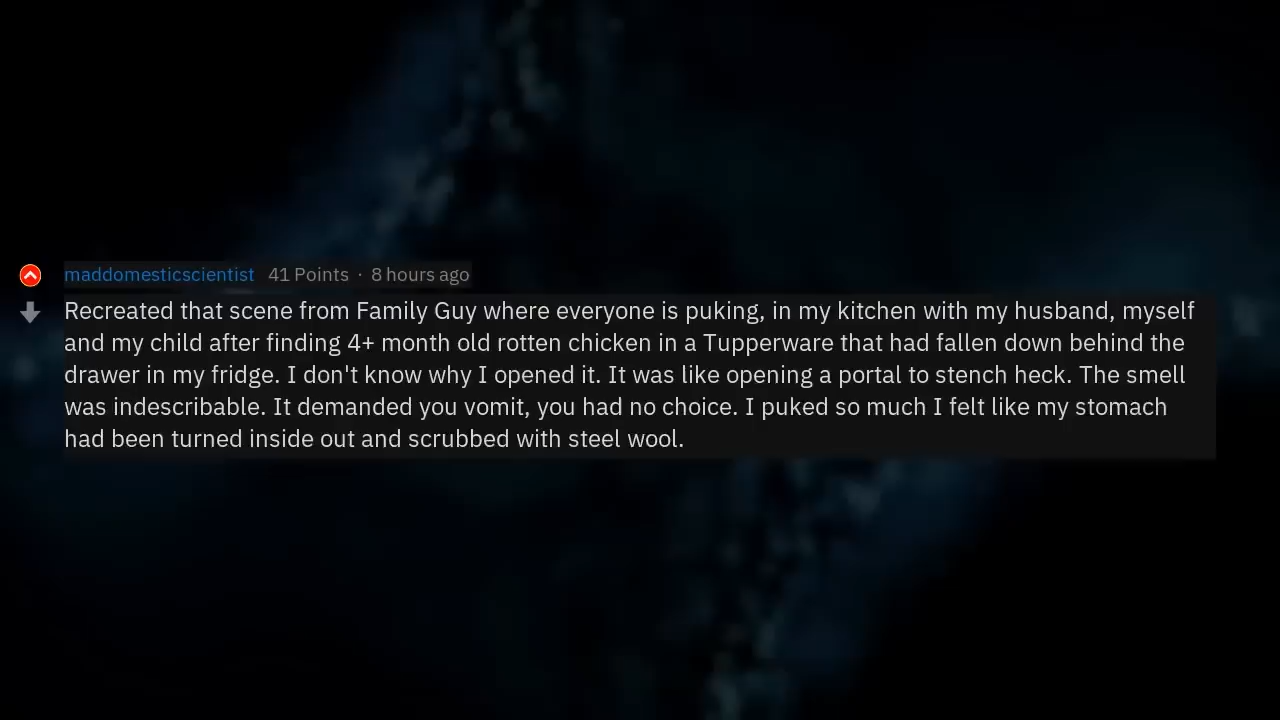 maddomesticscientist 41 Points · 8 hours ago
Recreated that scene from Family Guy where everyone is puking, in my kitchen with my husband, myself
and my child after finding 4+ month old rotten chicken in a Tupperware that had fallen down behind the
drawer in my fridge. I don't know why I opened it. It was like opening a portal to stench heck. The smell
was indescribable. It demanded you vomit, you had no choice. I puked so much I felt like my stomach
had been turned inside out and scrubbed with steel wool.